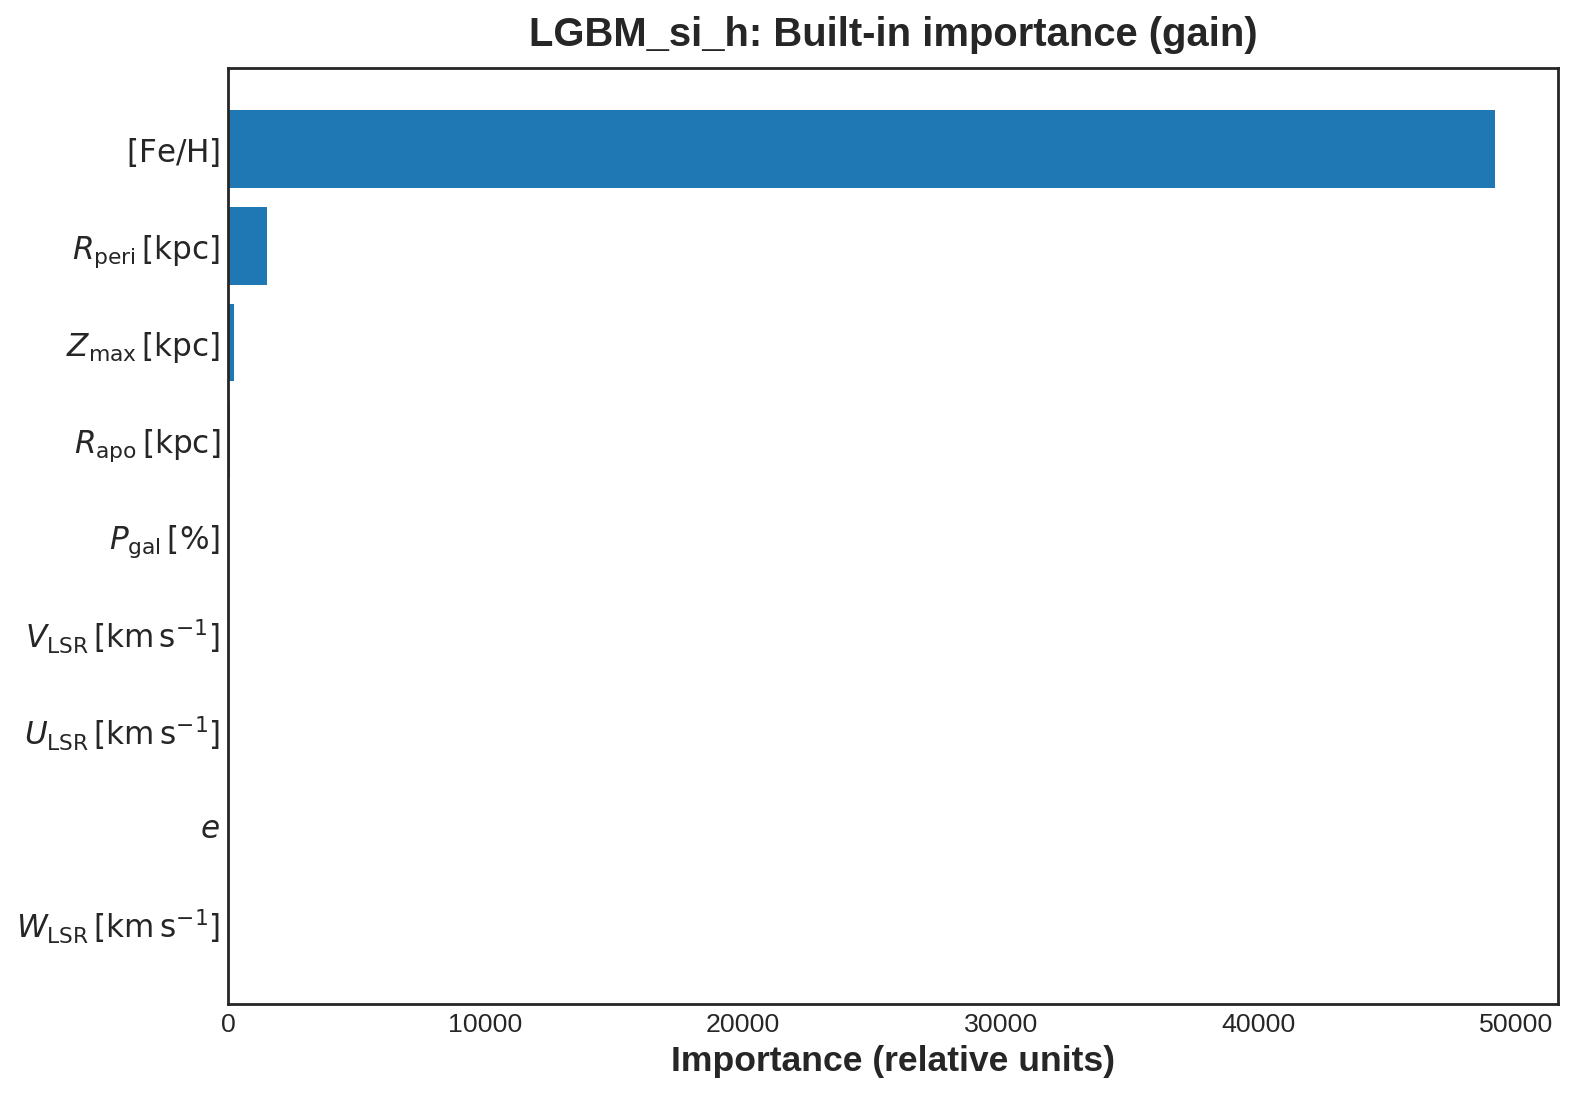 LGBM_si_h: Built-in importance (gain)
[Fe/H]
R_peri [kpc]
Z_max [kpc]
R_apo [kpc]
P_gal [%]
V_LSR [km s⁻¹]
U_LSR [km s⁻¹]
e
W_LSR [km s⁻¹]
0 10000 20000 30000 40000 50000
Importance (relative units)